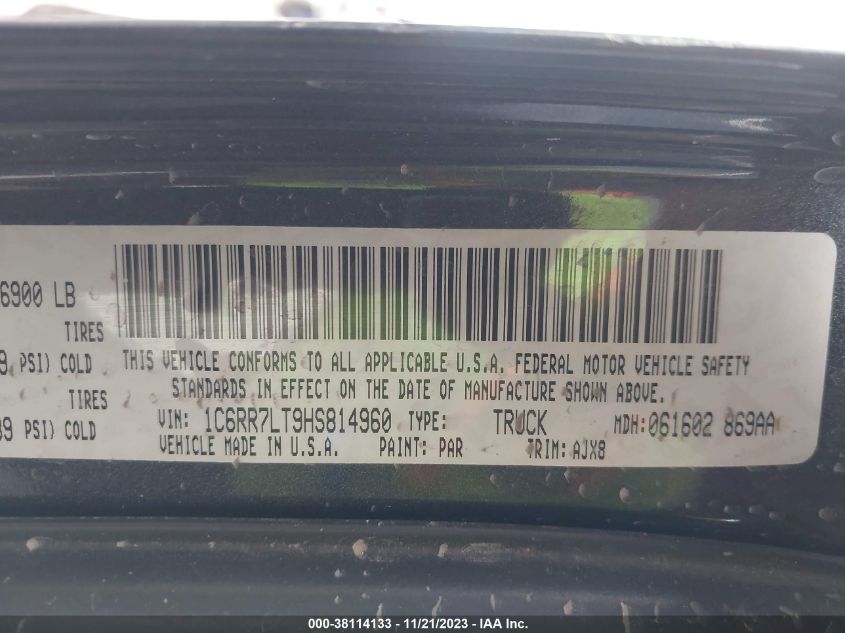 6900 LB
TIRES
9 PSI) COLD
THIS VEHICLE CONFORMS TO ALL APPLICABLE U.S.A. FEDERAL MOTOR VEHICLE SAFETY
STANDARDS IN EFFECT ON THE DATE OF MANUFACTURE SHOWN ABOVE.
TIRES
39 PSI) COLD
VIN: 1C6RR7LT9HS814960 TYPE: TRUCK MDH:061602 869AA
VEHICLE MADE IN U.S.A. PAINT: PAR TRIM: AJX8
000-38114133 - 11/21/2023 - IAA Inc.